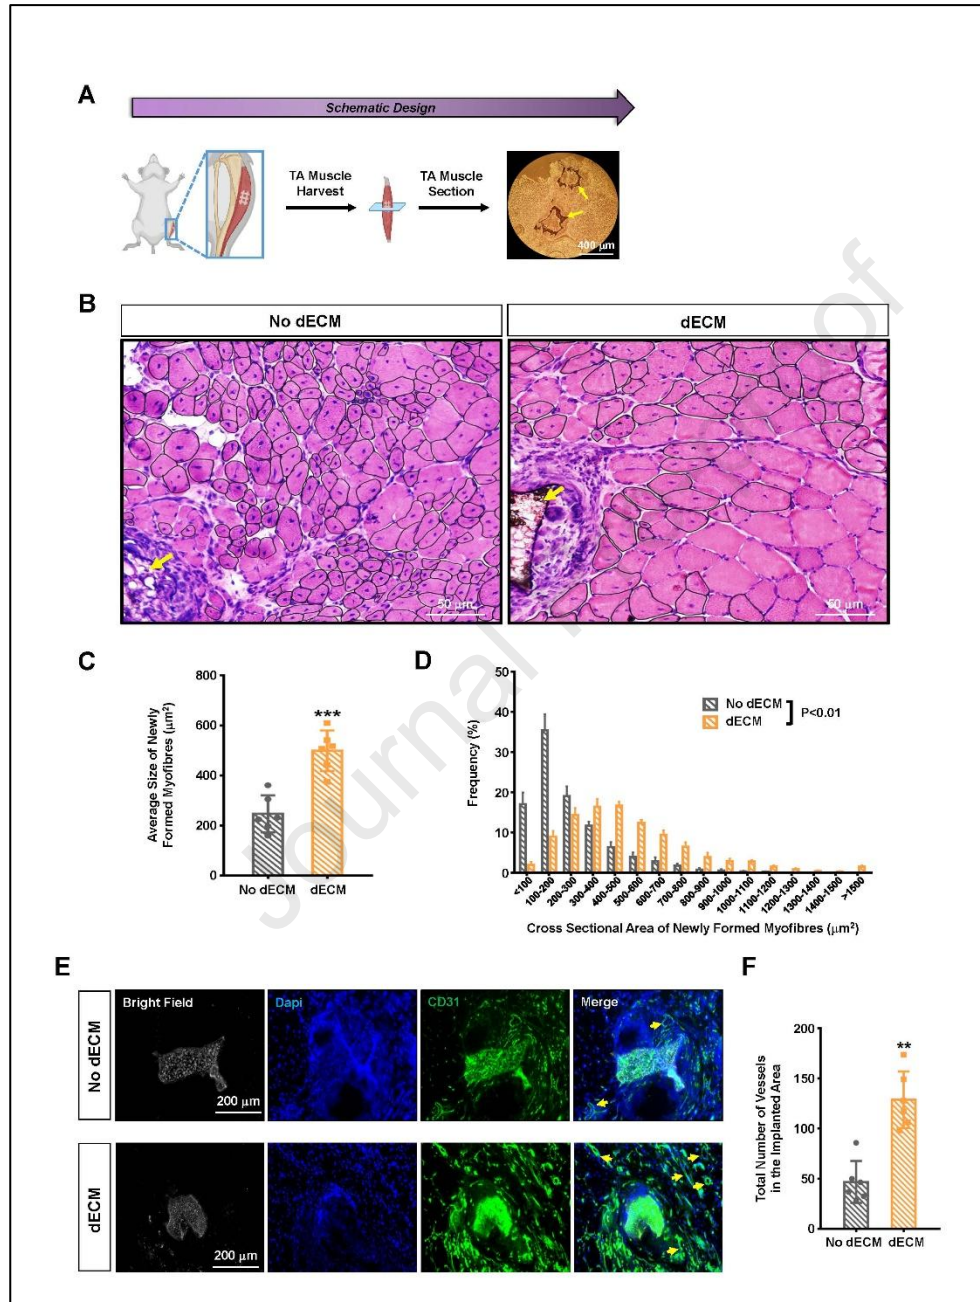 A
Schematic Design
TA Muscle
Harvest
TA Muscle
Section
400 μm
B
No dECM
dECM
50 μm
50 μm
C
Average Size of Newly
Formed Myofibres (μm²)
800
600
400
200
0
***
No dECM
dECM
D
Frequency (%)
50
40
30
20
10
0
No dECM
dECM
P<0.01
<100
100-200
200-300
300-400
400-500
500-600
600-700
700-800
800-900
900-1000
1000-1100
1100-1200
1200-1300
1300-1400
1400-1500
>1500
Cross Sectional Area of Newly Formed Myofibres (μm²)
E
No dECM
Bright Field
Dapi
CD31
Merge
200 μm
dECM
200 μm
F
Total Number of Vessels
in the Implanted Area
200
150
100
50
0
**
No dECM
dECM
Journal
of